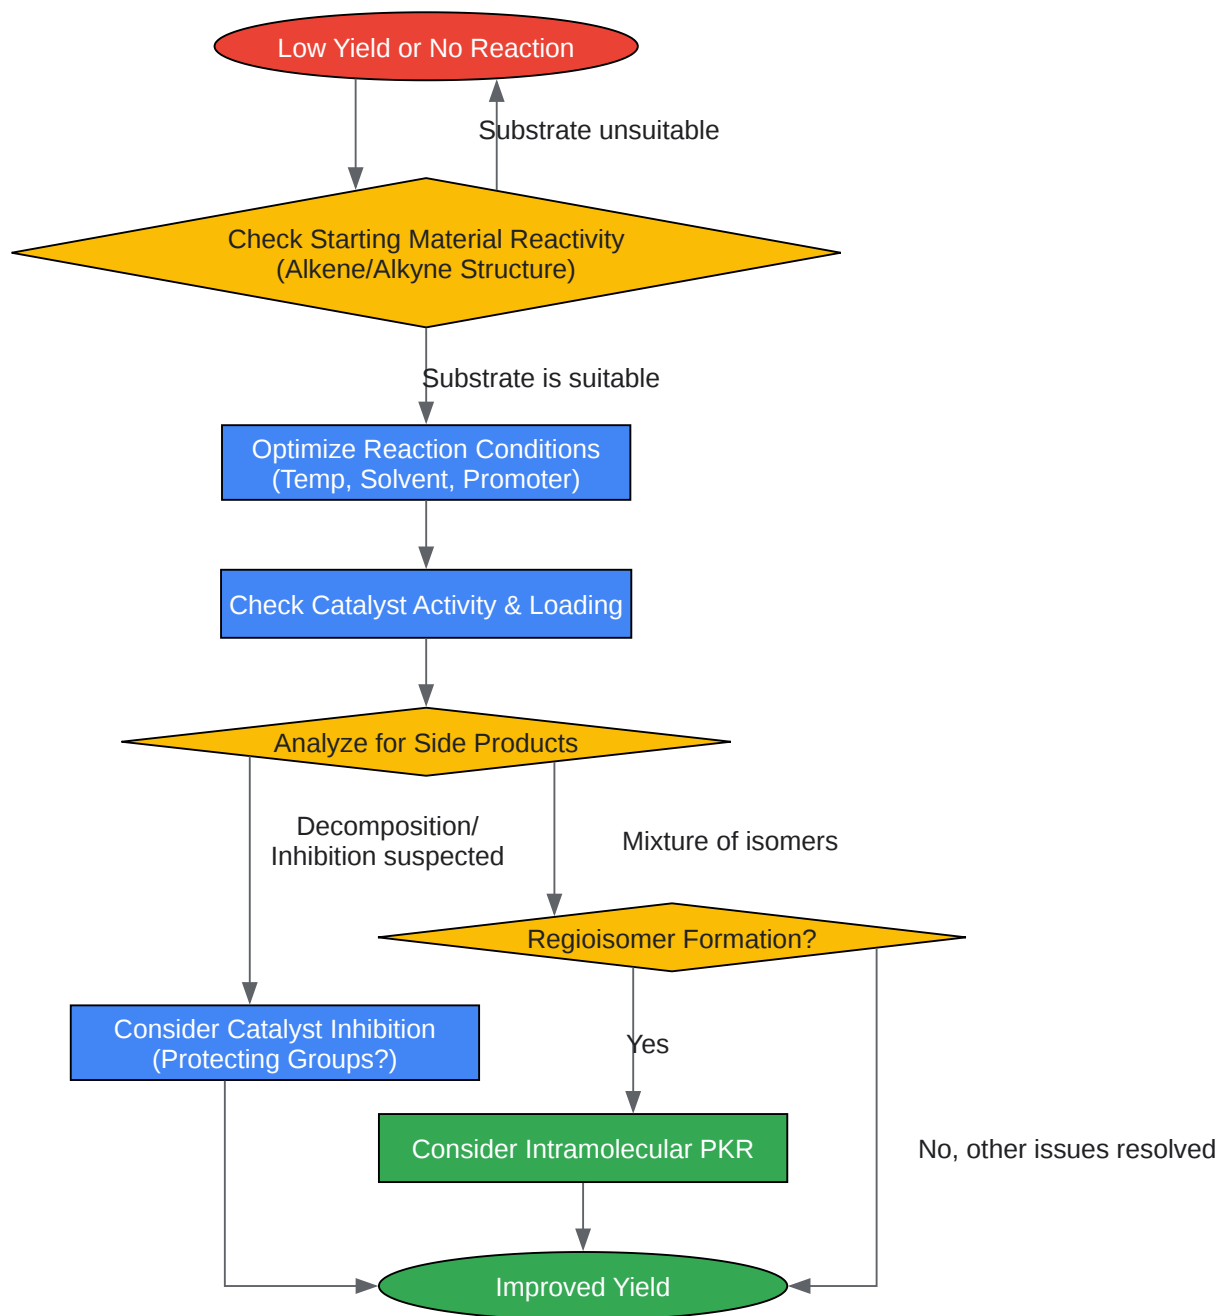 Low Yield or No Reaction
Substrate unsuitable
Check Starting Material Reactivity
(Alkene/Alkyne Structure)
Substrate is suitable
Optimize Reaction Conditions
(Temp, Solvent, Promoter)
Check Catalyst Activity & Loading
Analyze for Side Products
Decomposition/
Inhibition suspected
Mixture of isomers
Regioisomer Formation?
Consider Catalyst Inhibition
(Protecting Groups?)
Yes
Consider Intramolecular PKR
No, other issues resolved
Improved Yield